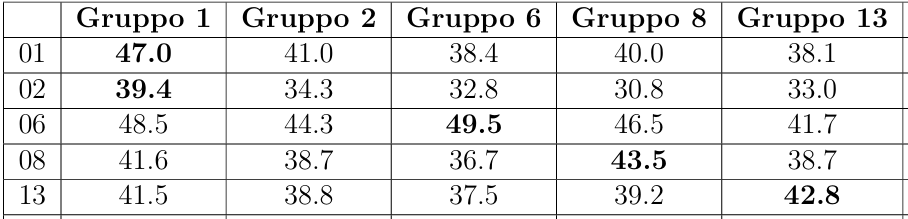 Gruppo 1 Gruppo 2 Gruppo 6 Gruppo 8 Gruppo 13
01 47.0 41.0 38.4 40.0 38.1
02 39.4 34.3 32.8 30.8 33.0
06 48.5 44.3 49.5 46.5 41.7
08 41.6 38.7 36.7 43.5 38.7
13 41.5 38.8 37.5 39.2 42.8